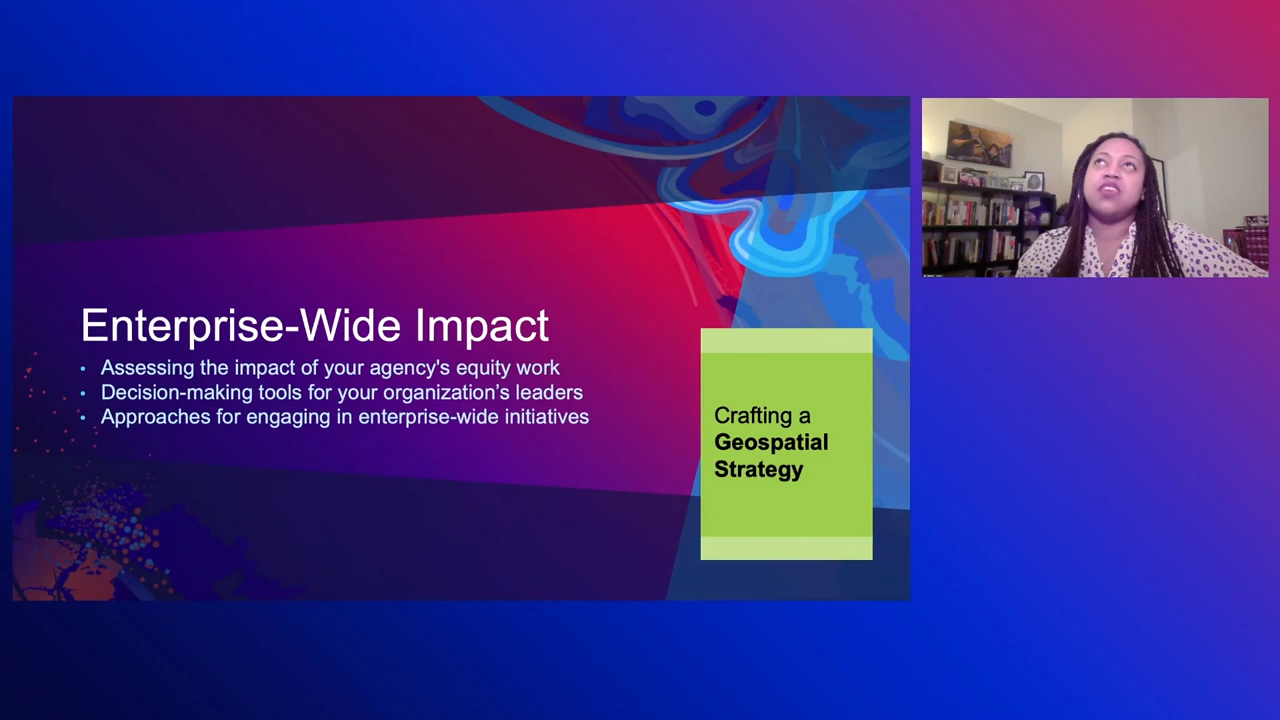 Enterprise-Wide Impact
• Assessing the impact of your agency's equity work
• Decision-making tools for your organization’s leaders
• Approaches for engaging in enterprise-wide initiatives
Crafting a
Geospatial
Strategy